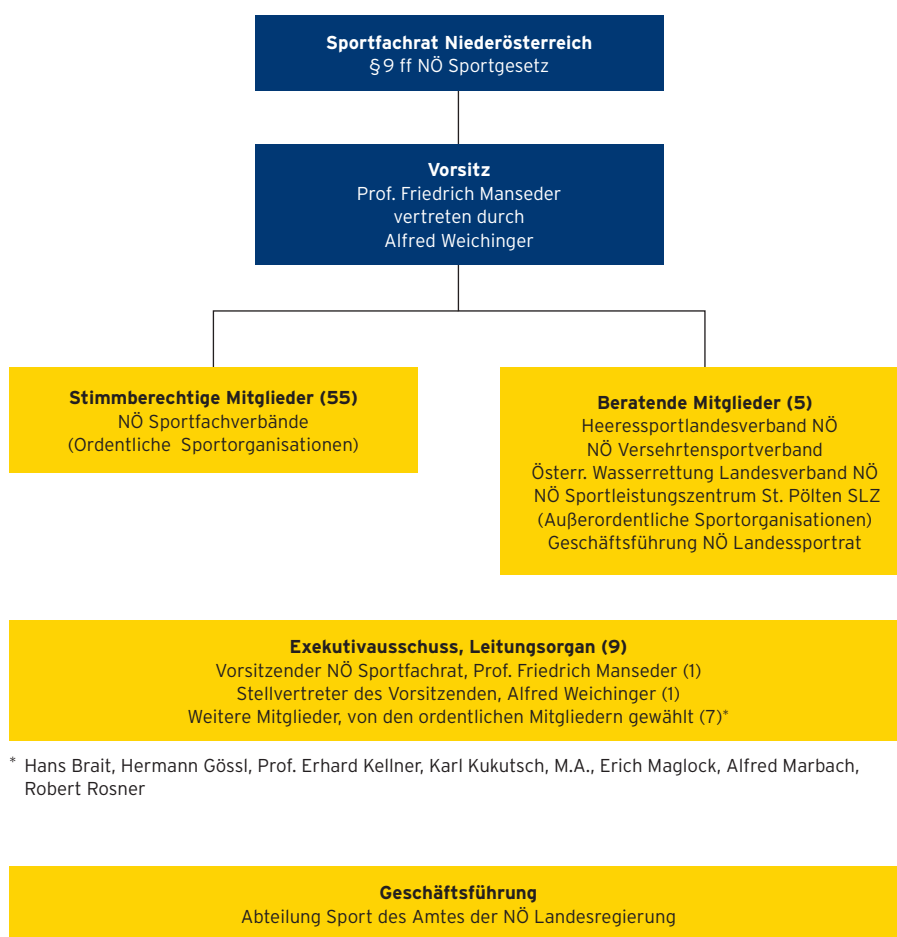 Sportfachrat Niederösterreich
§ 9 ff NÖ Sportgesetz
Vorsitz
Prof. Friedrich Manseder
vertreten durch
Alfred Weichinger
Stimmberechtige Mitglieder (55)
NÖ Sportfachverbände
(Ordentliche Sportorganisationen)
Beratende Mitglieder (5)
Heeressportlandesverband NÖ
NÖ Versehrtensportverband
Österr. Wasserrettung Landesverband NÖ
NÖ Sportleistungszentrum St. Pölten SLZ
(Außerordentliche Sportorganisationen)
Geschäftsführung NÖ Landessportrat
Exekutivausschuss, Leitungsorgan (9)
Vorsitzender NÖ Sportfachrat, Prof. Friedrich Manseder (1)
Stellvertreter des Vorsitzenden, Alfred Weichinger (1)
Weitere Mitglieder, von den ordentlichen Mitgliedern gewählt (7)*
* Hans Brait, Hermann Gössl, Prof. Erhard Kellner, Karl Kukutsch, M.A., Erich Maglock, Alfred Marbach,
Robert Rosner
Geschäftsführung
Abteilung Sport des Amtes der NÖ Landesregierung